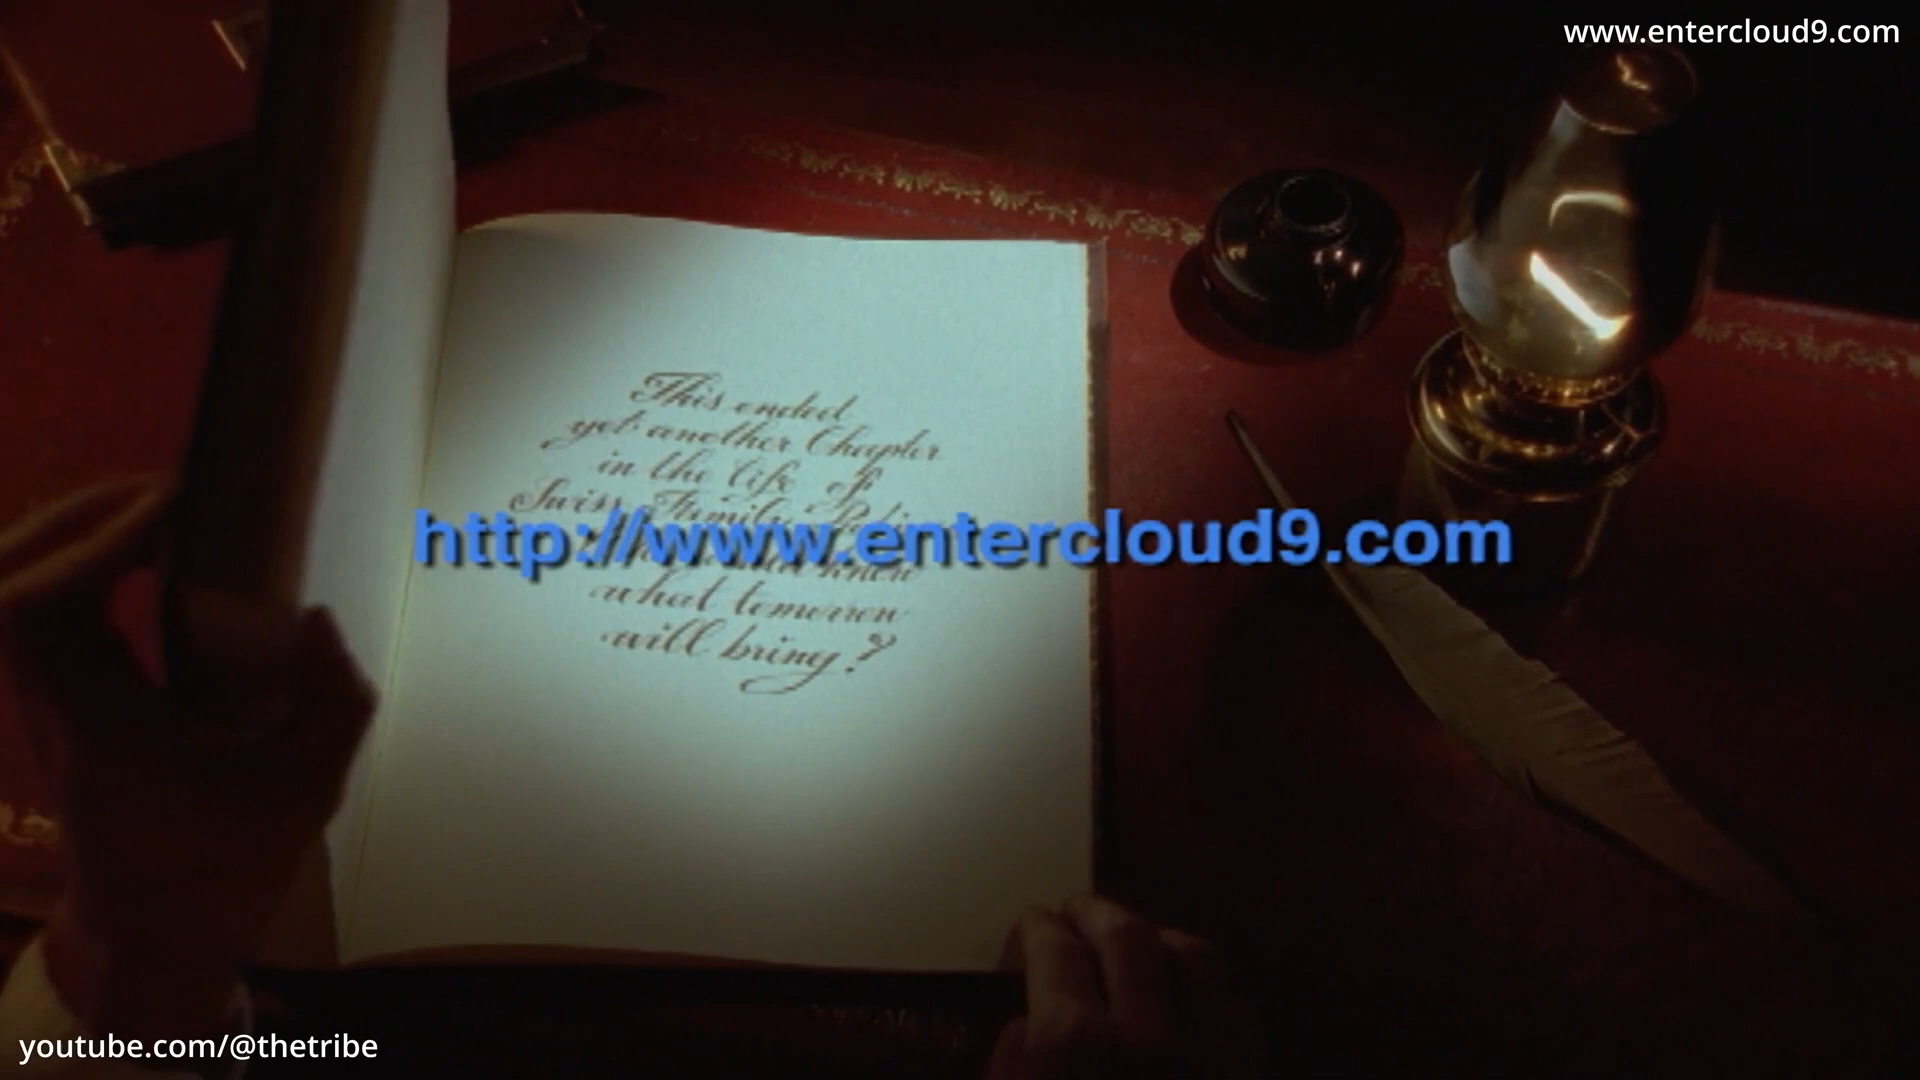 www.entercloud9.com
This ended
yet another Chapter
in the life of
Swiss Family
http://www.entercloud9.com
knew
what tomorrow
will bring?
youtube.com/@thetribe